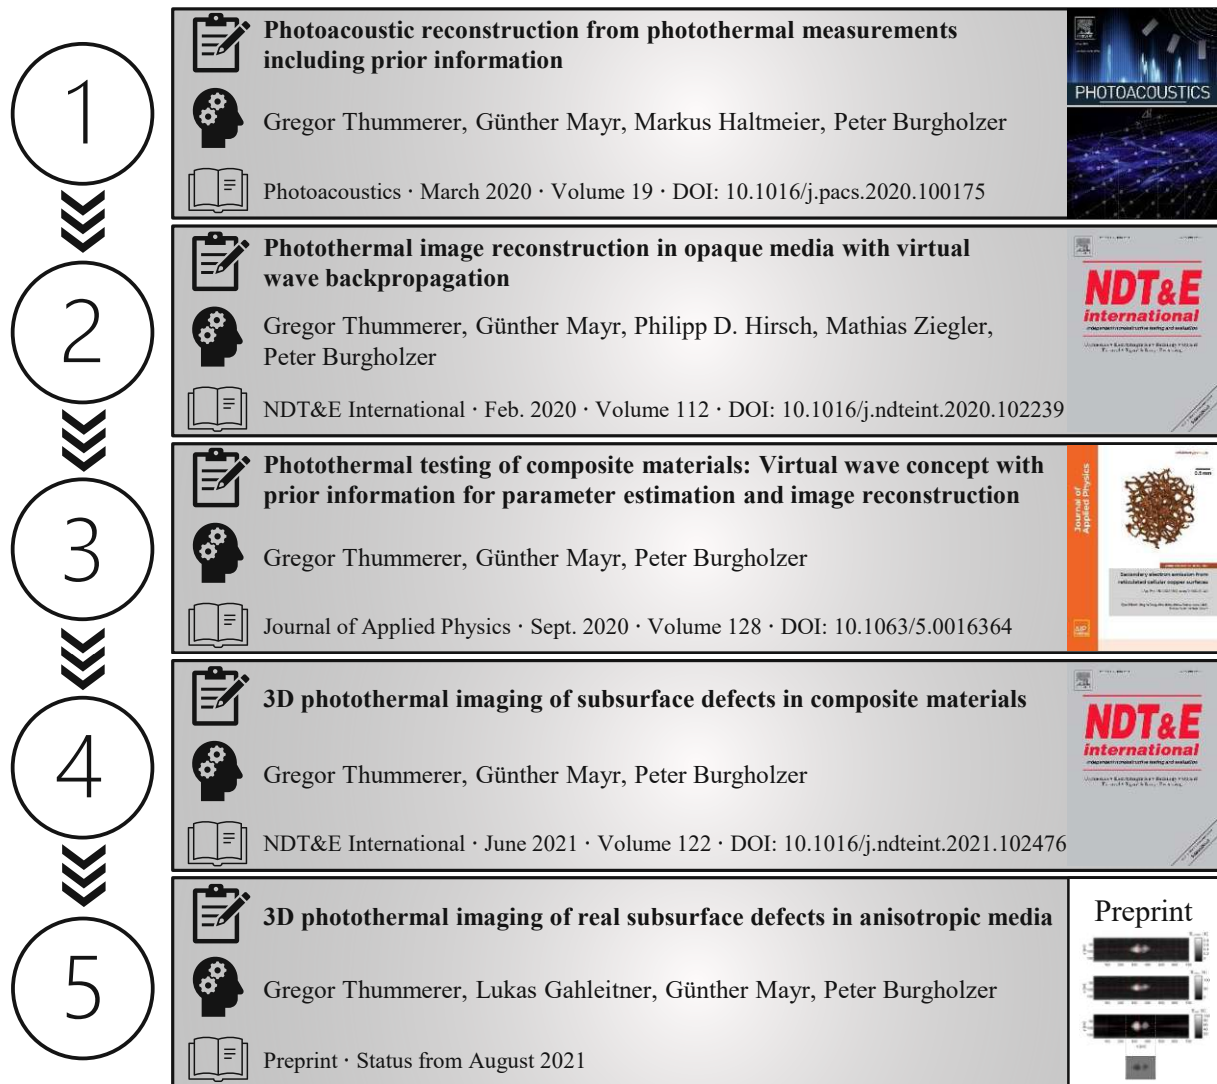 1
Photoacoustic reconstruction from photothermal measurements
including prior information
Gregor Thummerer, Günther Mayr, Markus Haltmeier, Peter Burgholzer
Photoacoustics · March 2020 · Volume 19 · DOI: 10.1016/j.pacs.2020.100175
PHOTOACOUSTICS
2
Photothermal image reconstruction in opaque media with virtual
wave backpropagation
Gregor Thummerer, Günther Mayr, Philipp D. Hirsch, Mathias Ziegler,
Peter Burgholzer
NDT&E International · Feb. 2020 · Volume 112 · DOI: 10.1016/j.ndteint.2020.102239
NDT&E
international
3
Photothermal testing of composite materials: Virtual wave concept with
prior information for parameter estimation and image reconstruction
Gregor Thummerer, Günther Mayr, Peter Burgholzer
Journal of Applied Physics · Sept. 2020 · Volume 128 · DOI: 10.1063/5.0016364
Journal of
Applied Physics
Secondary electron emission from
reticulated cellular copper surfaces
4
3D photothermal imaging of subsurface defects in composite materials
Gregor Thummerer, Günther Mayr, Peter Burgholzer
NDT&E International · June 2021 · Volume 122 · DOI: 10.1016/j.ndteint.2021.102476
NDT&E
international
5
3D photothermal imaging of real subsurface defects in anisotropic media
Gregor Thummerer, Lukas Gahleitner, Günther Mayr, Peter Burgholzer
Preprint · Status from August 2021
Preprint